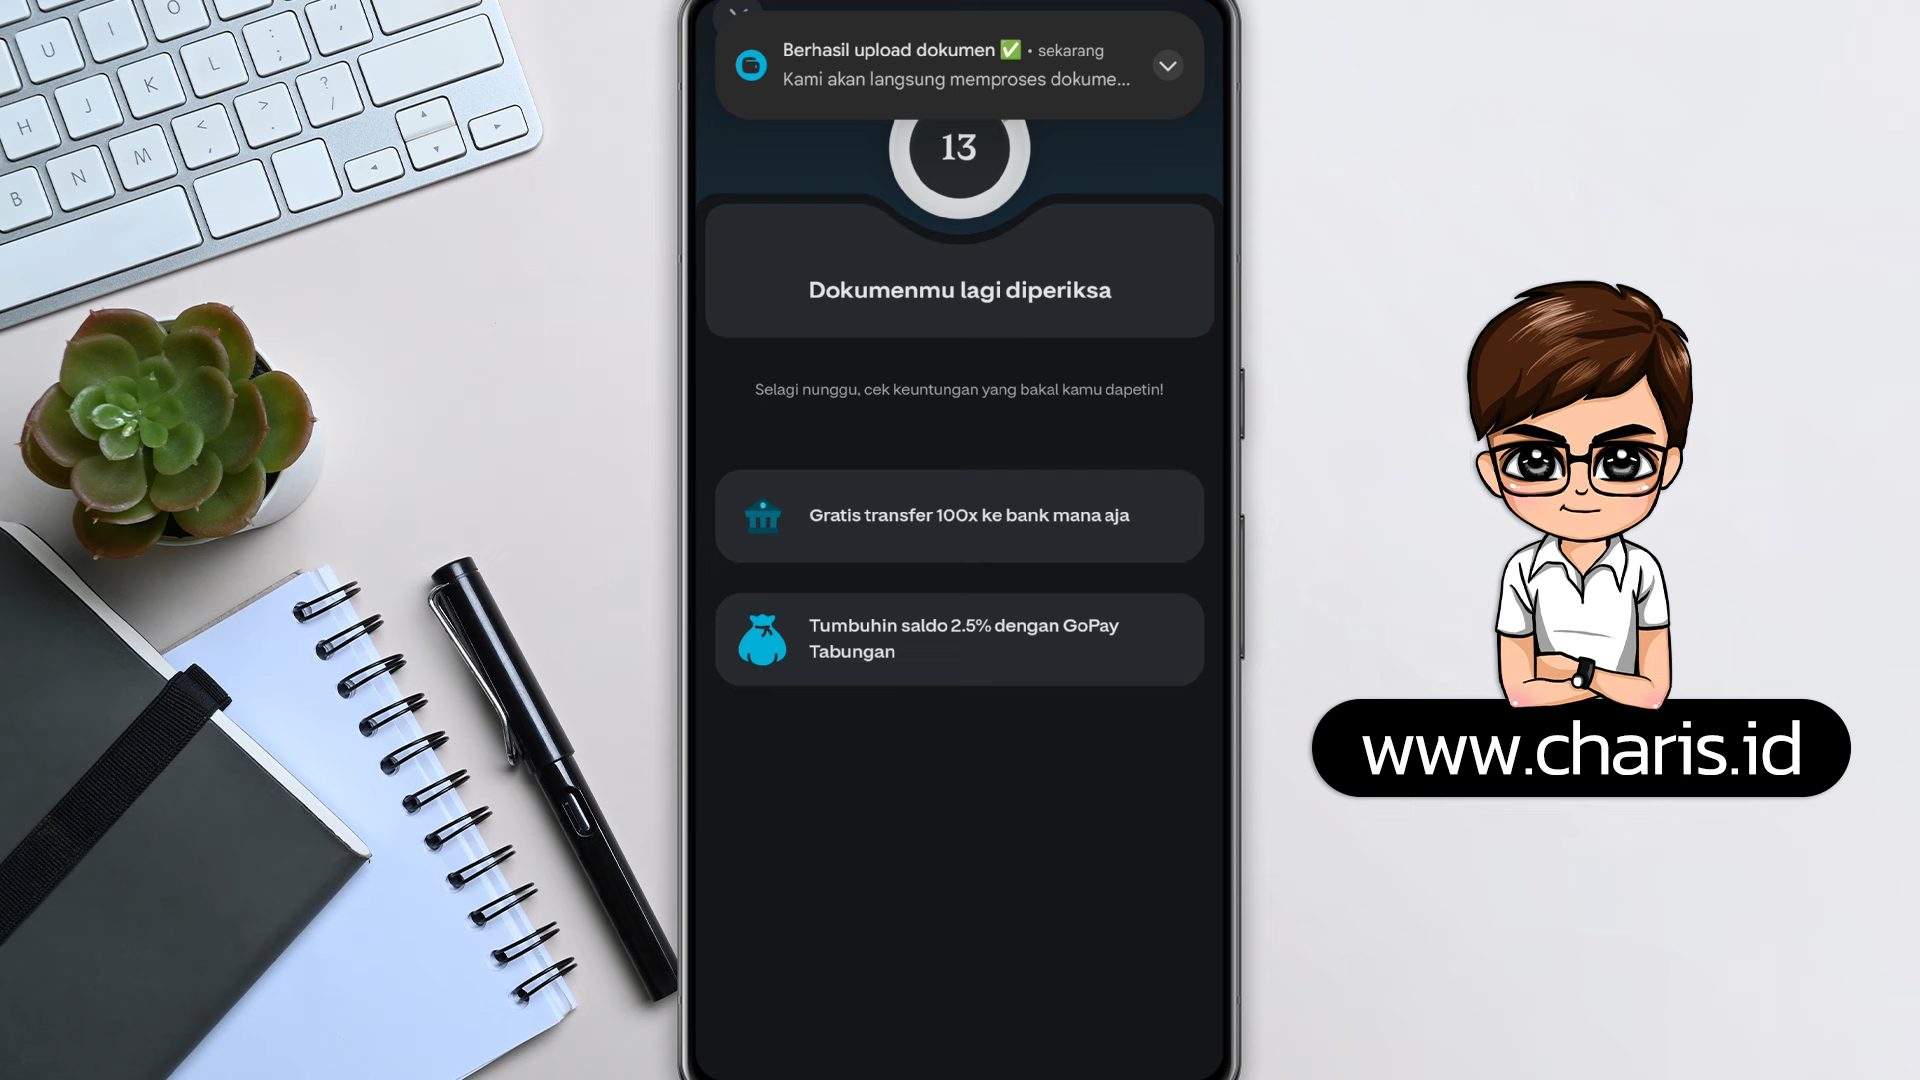 Berhasil upload dokumen ✅ • sekarang
Kami akan langsung memproses dokume...
13
Dokumenmu lagi diperiksa
Selagi nunggu, cek keuntungan yang bakal kamu dapetin!
Gratis transfer 100x ke bank mana aja
Tumbuhin saldo 2.5% dengan GoPay
Tabungan
www.charis.id
U I O " '
J K L : ; ? /
H
B N M < , > .